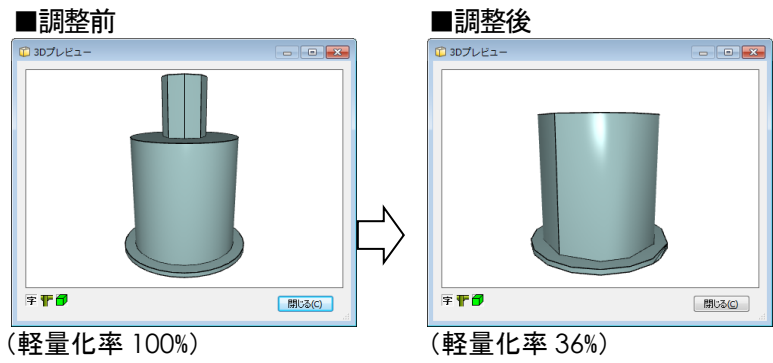 ■調整前
■調整後
3Dプレビュー
3Dプレビュー
字
閉じる(C)
字
閉じる(C)
（軽量化率 100%）
（軽量化率 36%）